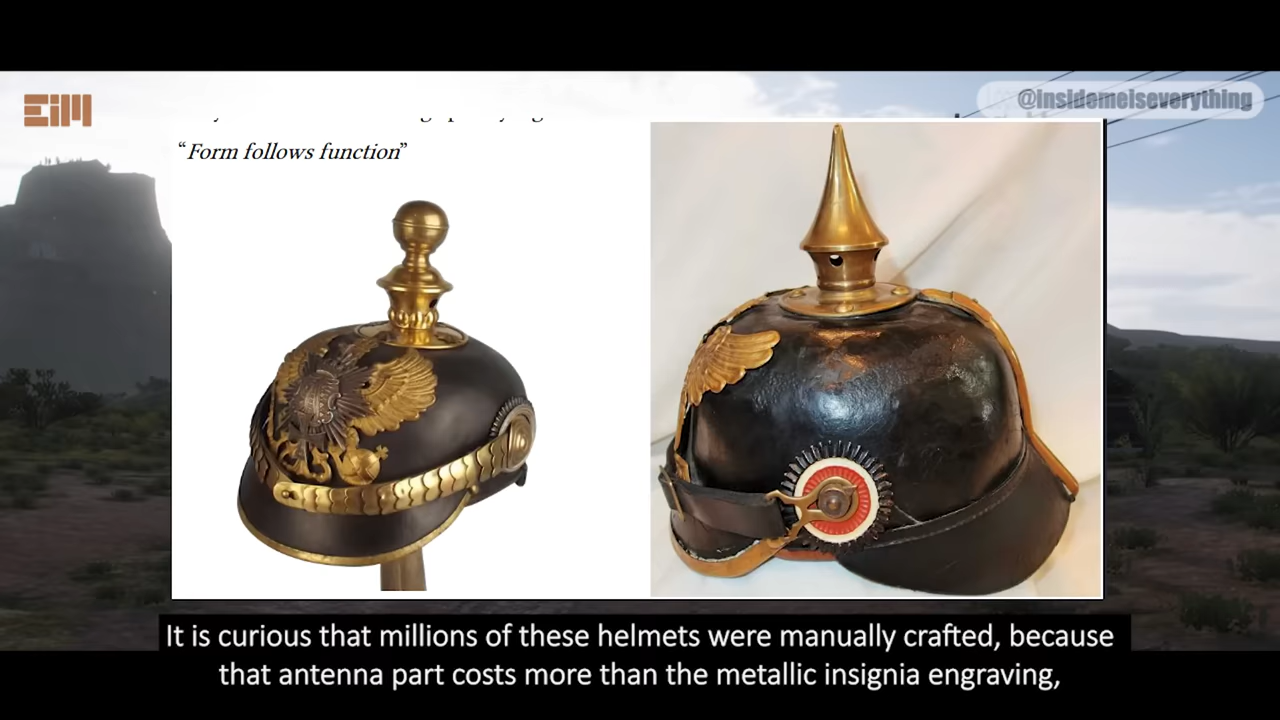 EiM
@insidemeiseverything
“Form follows function”
It is curious that millions of these helmets were manually crafted, because
that antenna part costs more than the metallic insignia engraving,